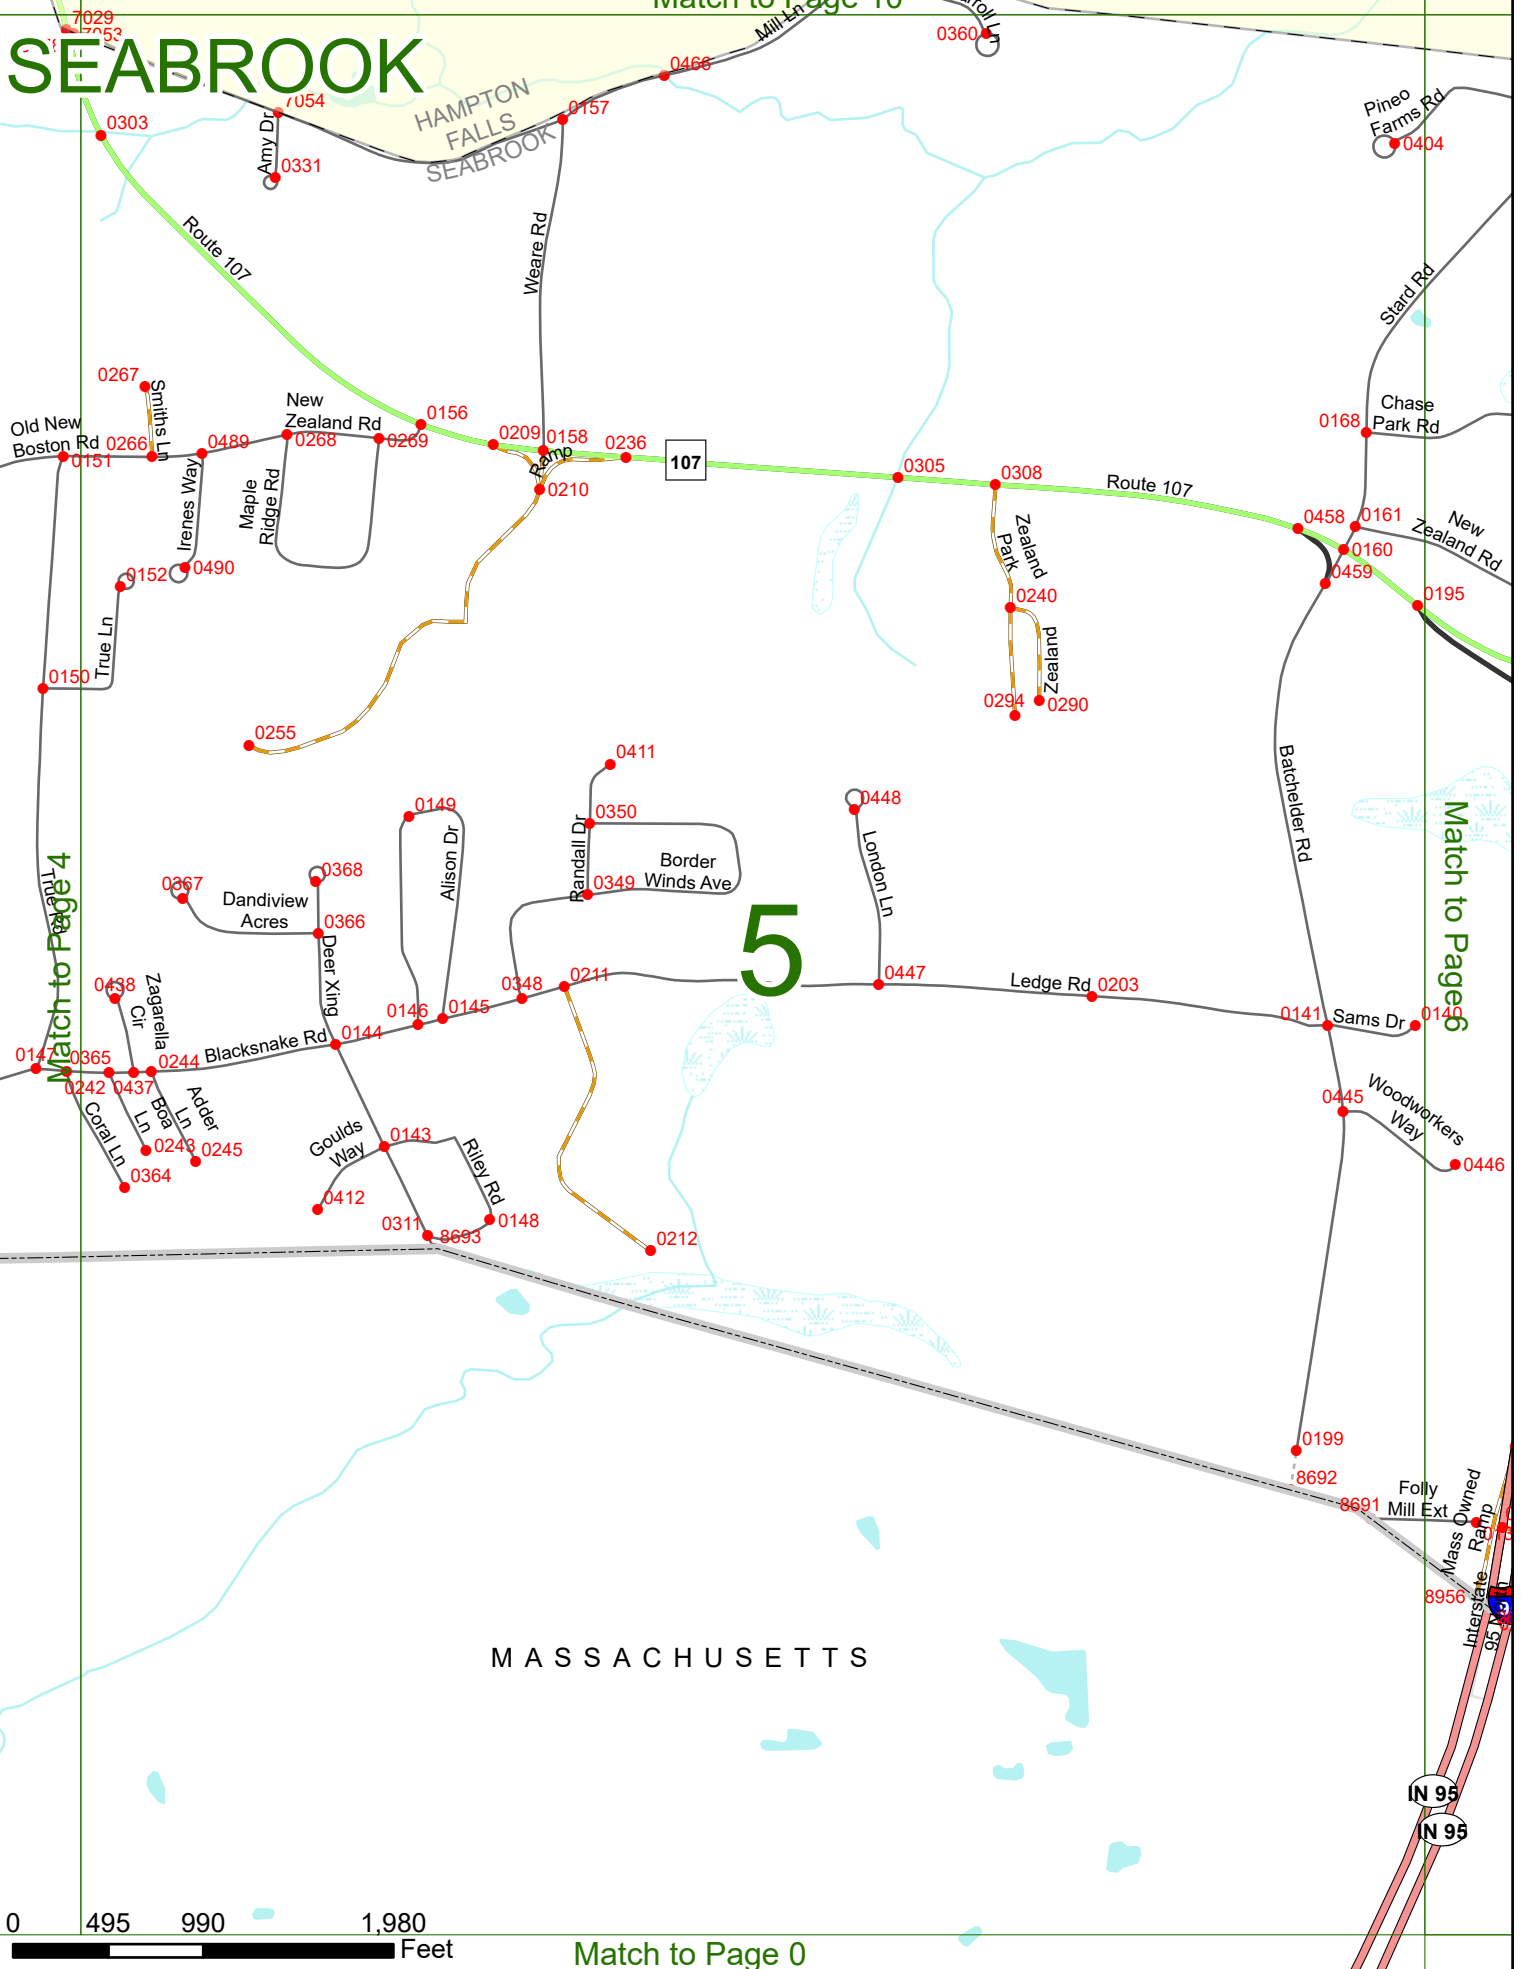 Match to Page 10
7029
7053
SEABROOK
0360
Mill Ln
0466
7054
HAMPTON
FALLS
SEABROOK
0157
0303
Amy Dr
0331
Pineo
Farms Rd
0404
Route 107
Weare Rd
Stard Rd
0267
Smiths Ln
Old New
Boston Rd
0151
0266
0489
New
Zealand Rd
0268
0269
0156
0209
0158
0236
Ramp
0210
107
0305
0308
Route 107
0168
Chase
Park Rd
0458
0161
0160
0459
New
Zealand Rd
0195
Irenes Way
0490
Maple
Ridge Rd
0152
True Ln
0150
Zealand
Park
0240
Zealand
0294
0290
0255
0411
0149
Alison Dr
0350
Randall Dr
0349
Border
Winds Ave
0448
London Ln
Batchelder Rd
Match to Page 6
True Rd
Match to Page 4
0367
0368
Dandiview
Acres
0366
Deer Xing
5
0438
Zagarella
Cir
0348
0211
0447
Ledge Rd
0203
0141
Sams Dr
0140
0146
0145
0144
Blacksnake Rd
0147
0365
0244
0242
0437
Coral Ln
Boa
Ln
Adder
Ln
0243
0245
0364
Goulds
Way
0143
Riley Rd
0412
0311
8693
0148
0212
0445
Woodworkers
Way
0446
0199
8692
8691
Folly
Mill Ext
Mass Owned
Ramp
8956
Interstate
95 North
MASSACHUSETTS
IN 95
IN 95
0 495 990 1,980
Feet
Match to Page 0